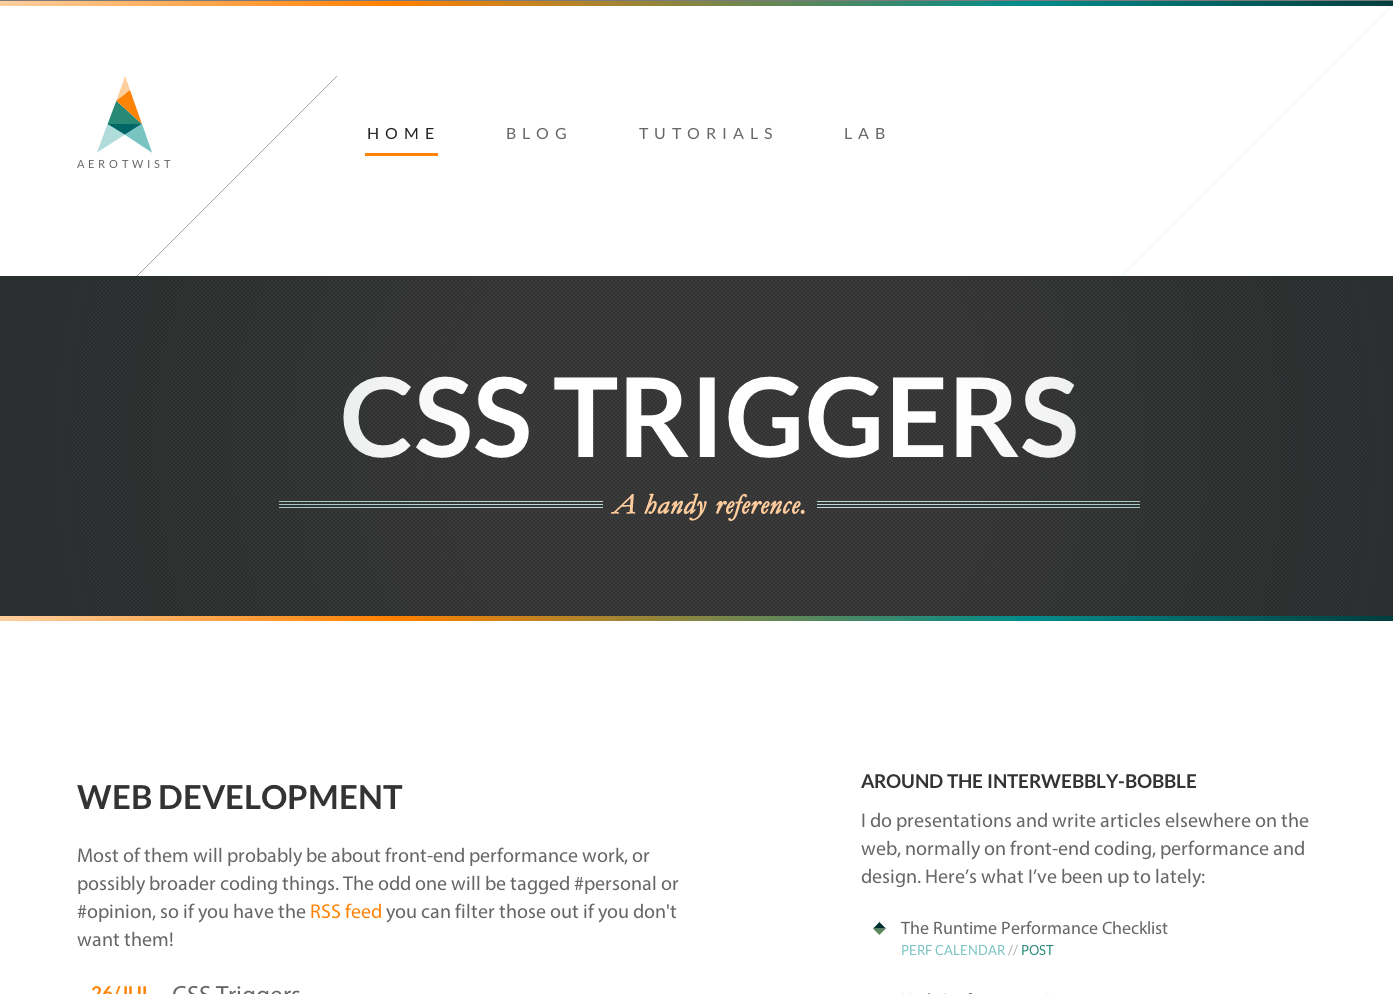 AEROTWIST
HOME
BLOG
TUTORIALS
LAB
CSS TRIGGERS
A handy reference.
WEB DEVELOPMENT
Most of them will probably be about front-end performance work, or
possibly broader coding things. The odd one will be tagged #personal or
#opinion, so if you have the RSS feed you can filter those out if you don't
want them!
26/JUL
CSS Triggers
AROUND THE INTERWEBBLY-BOBBLE
I do presentations and write articles elsewhere on the
web, normally on front-end coding, performance and
design. Here’s what I’ve been up to lately:
The Runtime Performance Checklist
PERF CALENDAR // POST